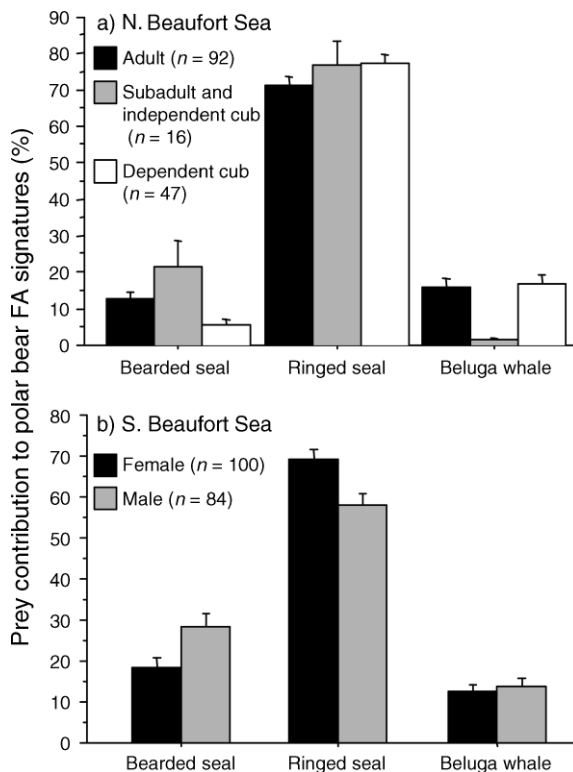 Prey contribution to polar bear FA signatures (%)
a) N. Beaufort Sea
Adult (n = 92)
Subadult and
independent cub
(n = 16)
Dependent cub
(n = 47)
90
80
70
60
50
40
30
20
10
0
Bearded seal Ringed seal Beluga whale
b) S. Beaufort Sea
Female (n = 100)
Male (n = 84)
80
70
60
50
40
30
20
10
0
Bearded seal Ringed seal Beluga whale